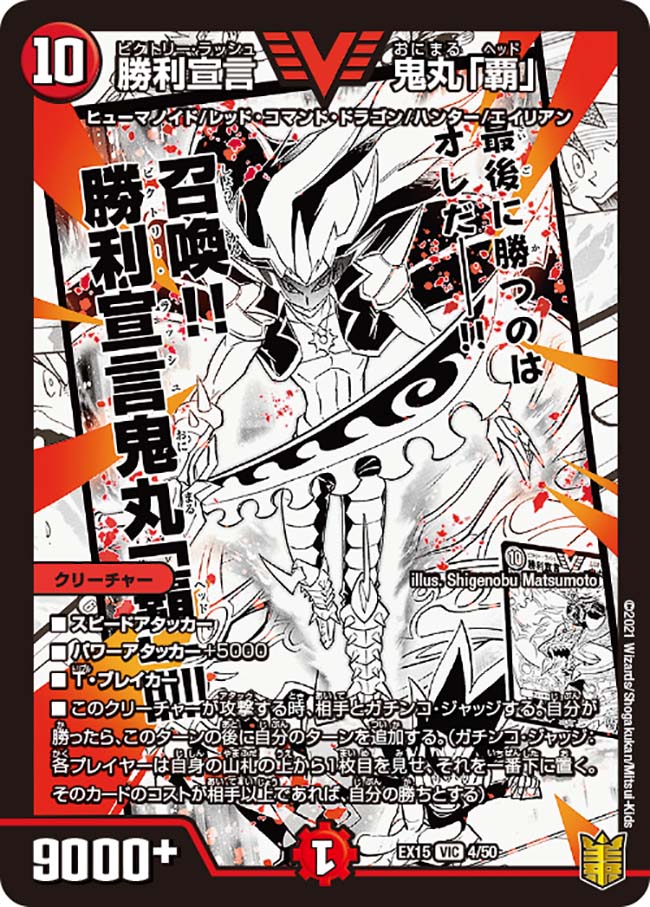 10
ビクトリー・ラッシュ おにまる ヘッド
勝利宣言 鬼丸「覇」
ヒューマノイド/レッド・コマンド・ドラゴン/ハンター/エイリアン
最後に勝つのは
オレだ――!!
召喚!!
勝利宣言鬼丸「覇」
10
勝利宣言
illus. Shigenobu Matsumoto
クリーチャー
■スピードアタッカー
■パワーアタッカー+5000
■T・ブレイカー
■このクリーチャーが攻撃する時、相手とガチンコ・ジャッジする。自分が
勝ったら、このターンの後に自分のターンを追加する。(ガチンコ・ジャッジ:
各プレイヤーは自身の山札の上から1枚目を見せ、それを一番下に置く。
そのカードのコストが相手以上であれば、自分の勝ちとする)
©2021 Wizards/Shogakukan/Mitsui-Kids
9000+
1
EX15 VIC 4/50